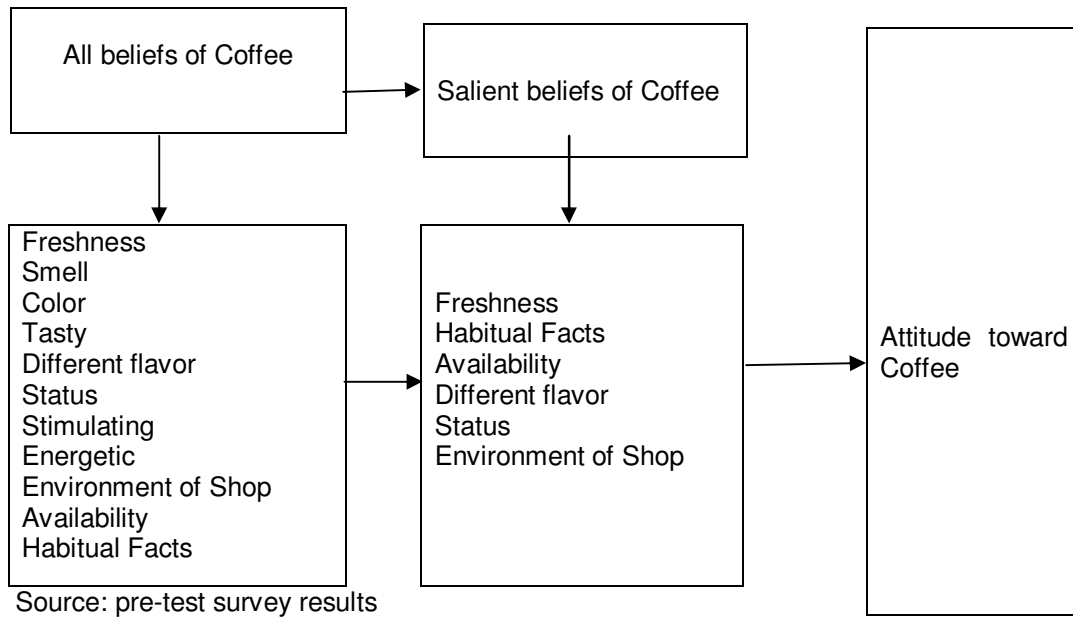 All beliefs of Coffee
Salient beliefs of Coffee
Freshness
Smell
Color
Tasty
Different flavor
Status
Stimulating
Energetic
Environment of Shop
Availability
Habitual Facts
Freshness
Habitual Facts
Availability
Different flavor
Status
Environment of Shop
Attitude toward
Coffee
Source: pre-test survey results